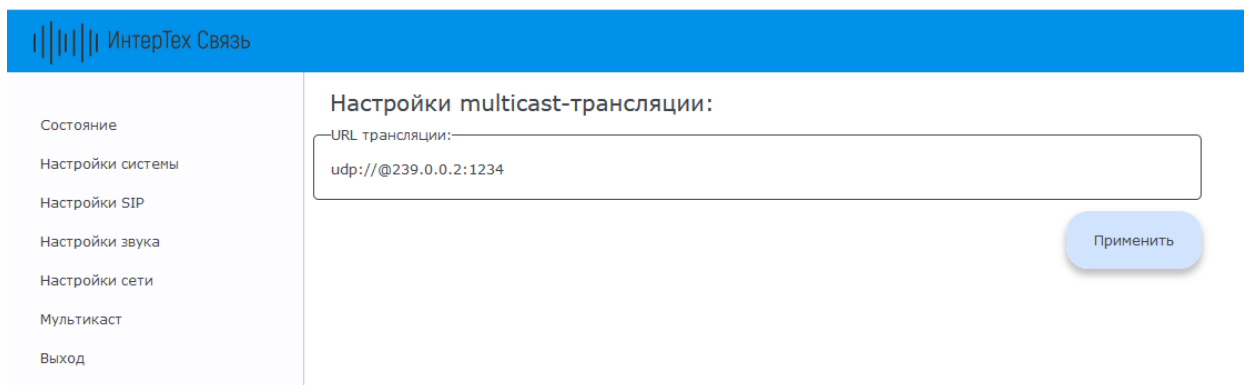 ИнтерТех Связь
Состояние
Настройки системы
Настройки SIP
Настройки звука
Настройки сети
Мультикаст
Выход
Настройки multicast-трансляции:
URL трансляции:
udp://@239.0.0.2:1234
Применить